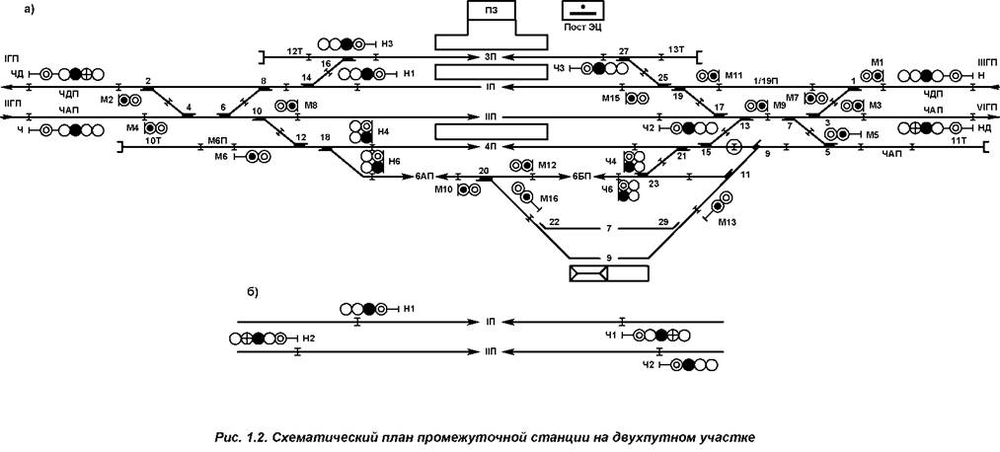 а)
ПЗ
Пост ЭЦ
12Т 16 Н3 3П 27 13Т
IГП ЧД ЧДП 2 8 14 Н1 IП Ч3 25 М11 1/19П М1 1 Н IIIГП ЧДП
IIГП ЧАП М2 М8 М15 19 М9 М7 М3 ЧАП VIГП
Ч М4 4 6 10 IIП Ч2 17 13 7 3 М5 НД
10Т М6П М6 12 18 Н4 4П 15 9 5 ЧАП 11Т
Н6 Ч4 21
6АП М12 6БП 23 11
М10 20 М16 Ч6 М13
22 7 29
9
б)
Н1 IП Ч1
Н2 IIП Ч2
Рис. 1.2. Схематический план промежуточной станции на двухпутном участке